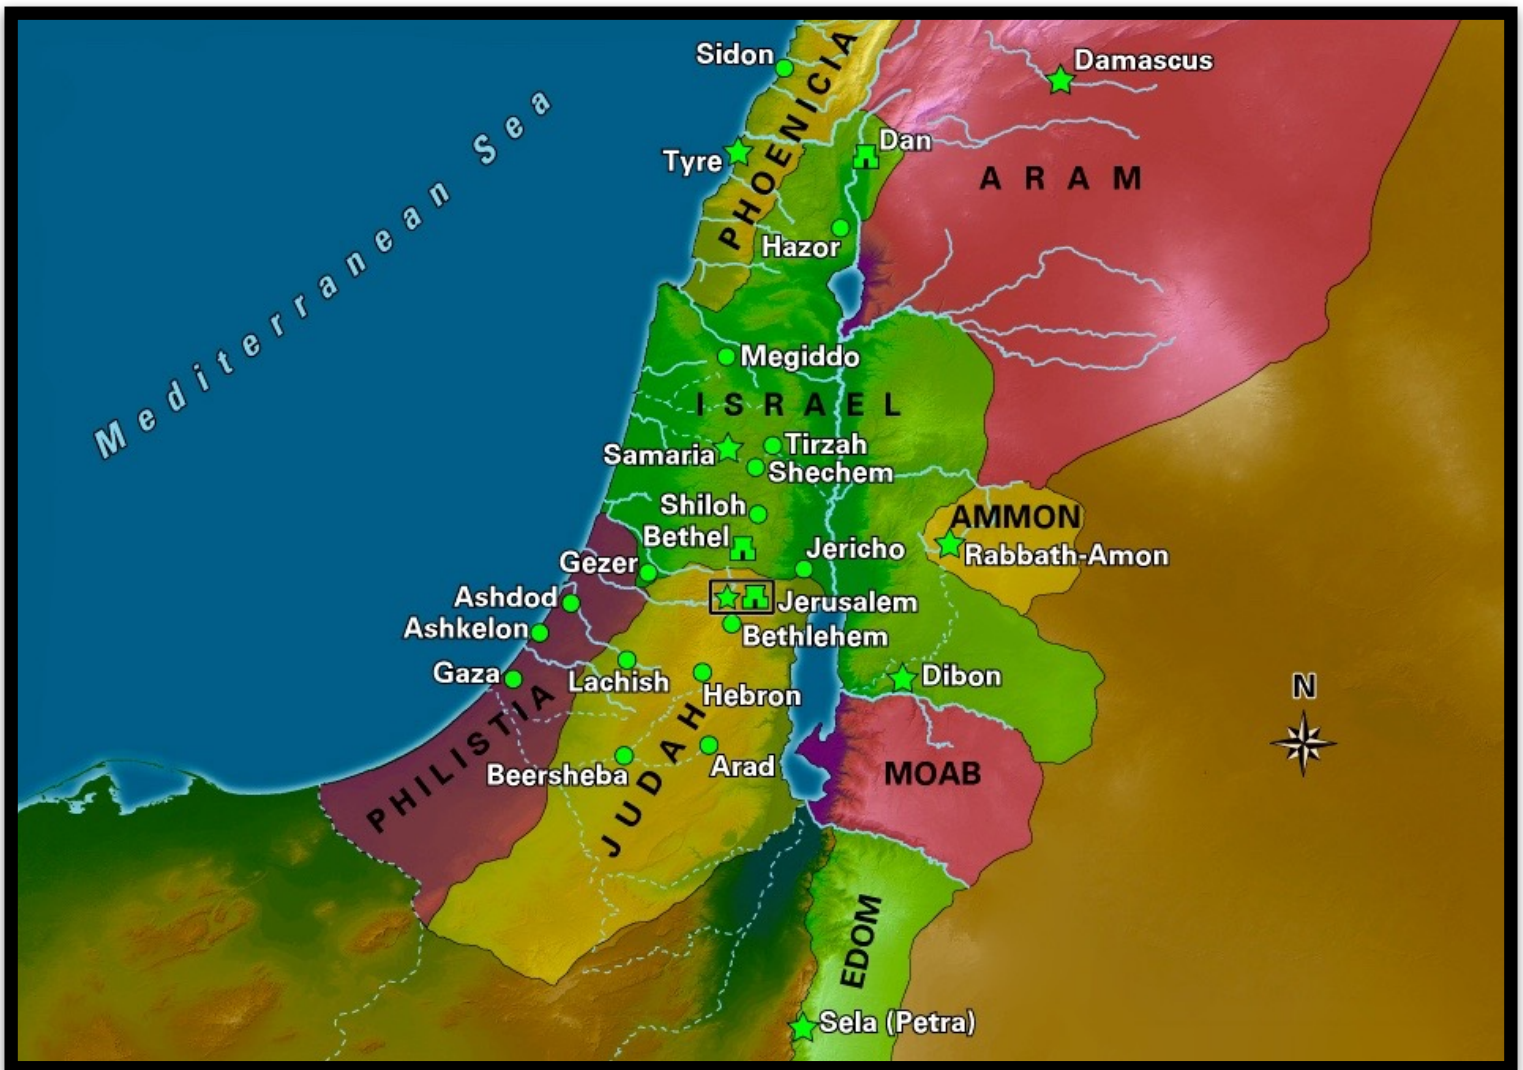 Sidon
Damascus
PHOENICIA
Mediterranean Sea
Dan
Tyre
ARAM
Hazor
Megiddo
ISRAEL
Tirzah
Samaria
Shechem
Shiloh
AMMON
Bethel
Jericho
Rabbath-Amon
Gezer
Ashdod
Jerusalem
Ashkelon
Bethlehem
Gaza
Lachish
Dibon
Hebron
N
PHILISTIA
JUDAH
Arad
Beersheba
MOAB
EDOM
Sela (Petra)